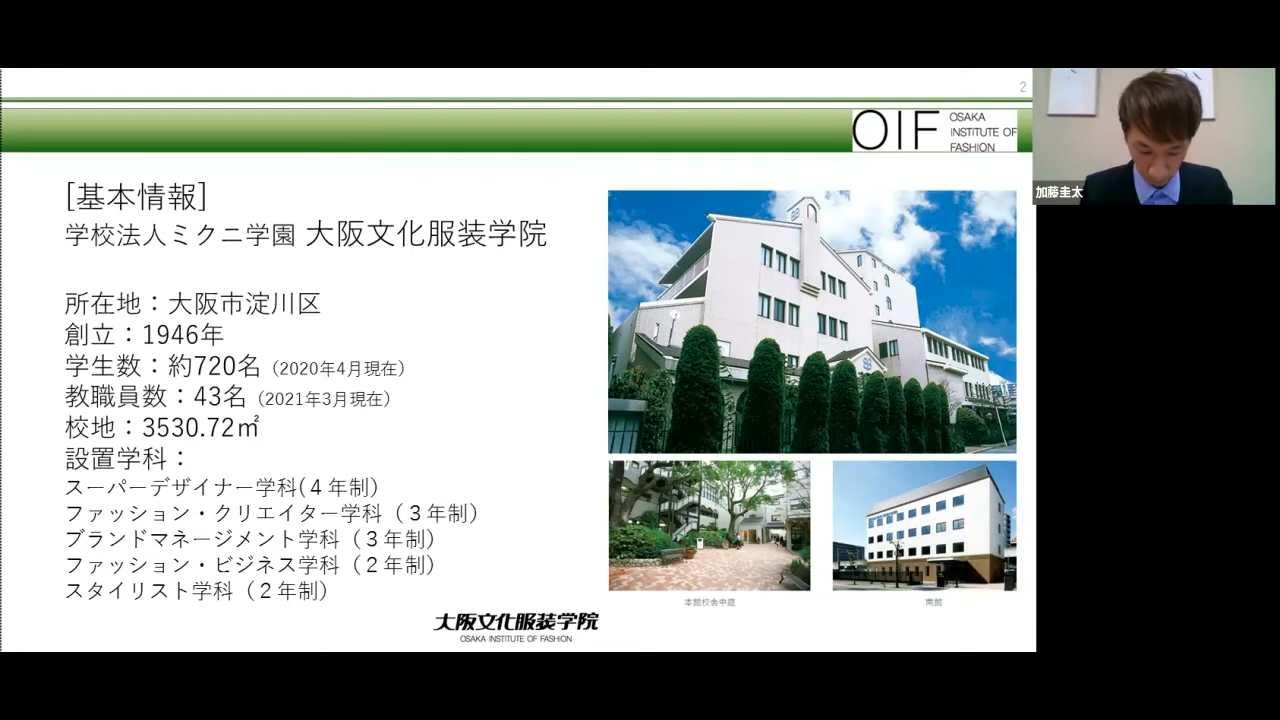 2
OIF
OSAKA
INSTITUTE OF
FASHION
[基本情報]
学校法人ミクニ学園 大阪文化服装学院
所在地：大阪市淀川区
創立：1946年
学生数：約720名（2020年4月現在）
教職員数：43名（2021年3月現在）
校地：3530.72㎡
設置学科：
スーパーデザイナー学科(４年制)
ファッション・クリエイター学科（３年制）
ブランドマネージメント学科（３年制）
ファッション・ビジネス学科（２年制）
スタイリスト学科（２年制）
本館校舎中庭
南館
大阪文化服装学院
OSAKA INSTITUTE OF FASHION
加藤圭太